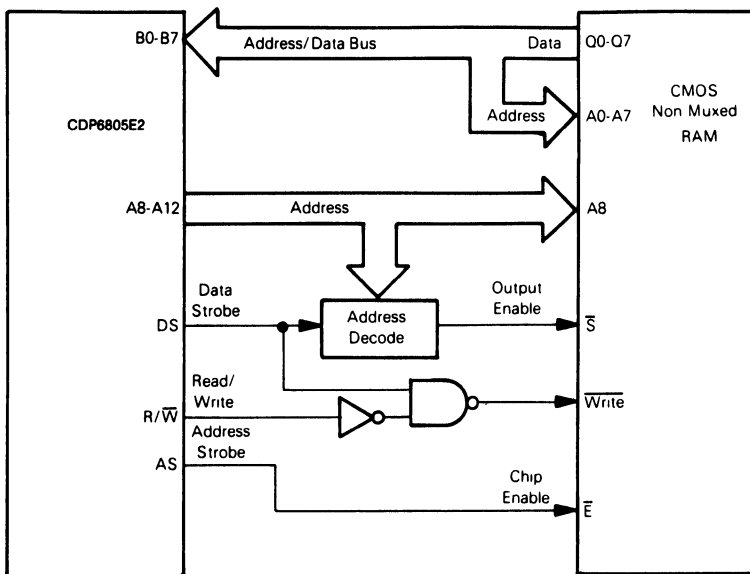 B0-B7
Address/Data Bus
Data
Q0-Q7
CMOS
Non Muxed
RAM
CDP6805E2
Address
A0-A7
A8-A12
Address
A8
Data
Strobe
DS
Address
Decode
Output
Enable
S̅
Read/
Write
R/W̅
W̅r̅i̅t̅e̅
Address
Strobe
AS
Chip
Enable
E̅